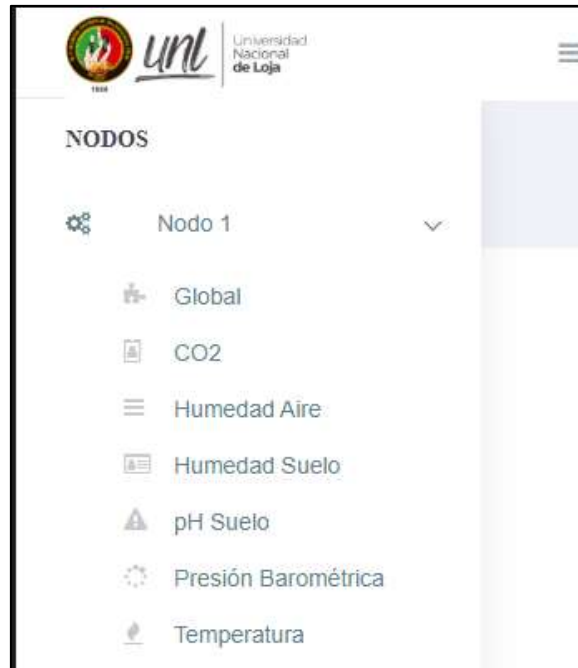 unl
Universidad
Nacional
de Loja
NODOS
Nodo 1
Global
CO2
Humedad Aire
Humedad Suelo
pH Suelo
Presión Barométrica
Temperatura